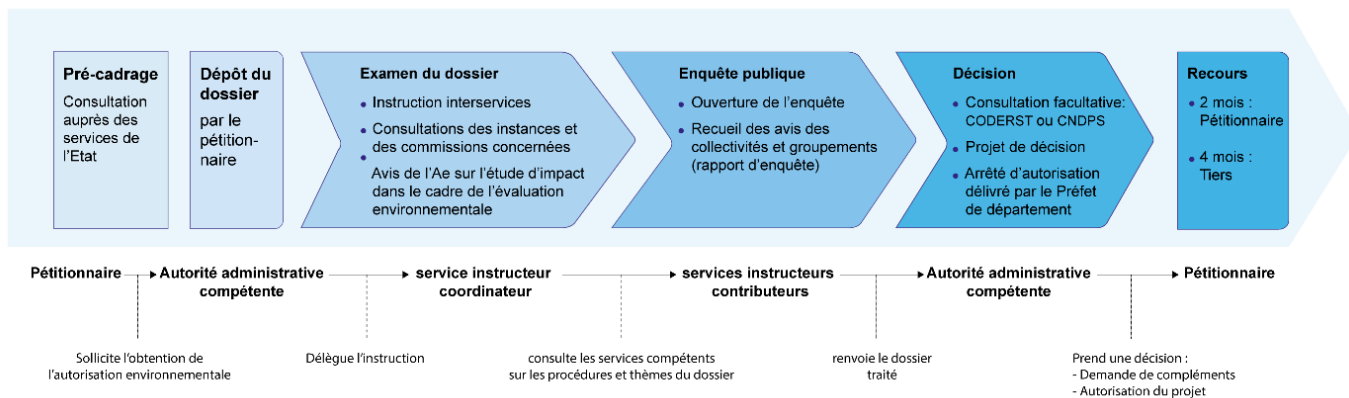 Pré-cadrage
Consultation
auprès des
services de
l'Etat
Dépôt du
dossier
par le
pétition-
naire
Examen du dossier
• Instruction interservices
• Consultations des instances et
des commissions concernées
•
Avis de l'Ae sur l'étude d'impact
dans le cadre de l'évaluation
environnementale
Enquête publique
• Ouverture de l'enquête
• Recueil des avis des
collectivités et groupements
(rapport d'enquête)
Décision
• Consultation facultative:
CODERST ou CNDPS
• Projet de décision
• Arrêté d'autorisation
délivré par le Préfet
de département
Recours
• 2 mois :
Pétitionnaire
• 4 mois :
Tiers
Pétitionnaire
Autorité administrative
compétente
service instructeur
coordinateur
services instructeurs
contributeurs
Autorité administrative
compétente
Pétitionnaire
Sollicite l'obtention de
l'autorisation environnementale
Délègue l'instruction
consulte les services compétents
sur les procédures et thèmes du dossier
renvoie le dossier
traité
Prend une décision :
- Demande de compléments
- Autorisation du projet